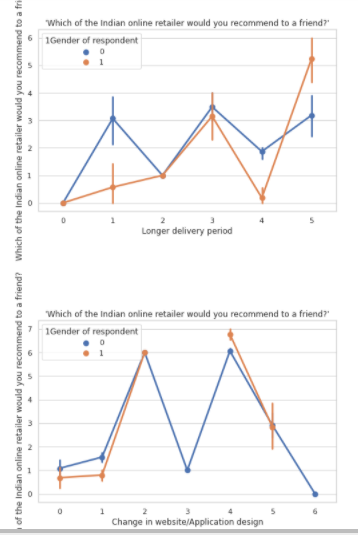 Which of the Indian online retailer would you recommend to a fri
'Which of the Indian online retailer would you recommend to a friend?'
1Gender of respondent
0
1
6
5
4
3
2
1
0
0 1 2 3 4 5
Longer delivery period
of the Indian online retailer would you recommend to a friend?
'Which of the Indian online retailer would you recommend to a friend?'
1Gender of respondent
0
1
7
6
5
4
3
2
1
0
0 1 2 3 4 5 6
Change in website/Application design